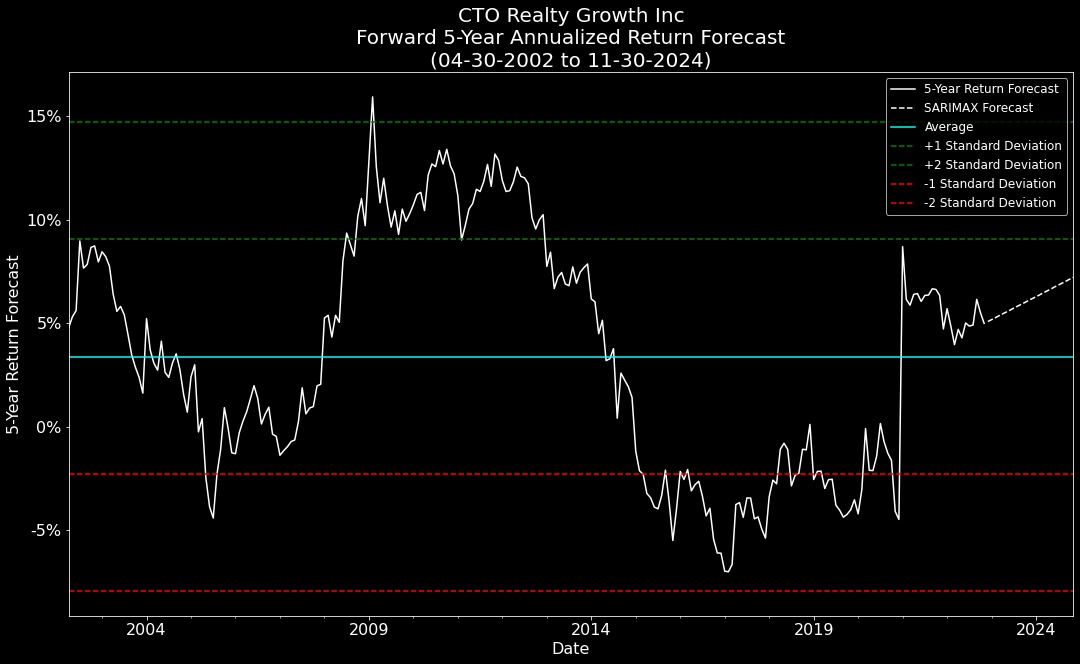 CTO Realty Growth Inc
Forward 5-Year Annualized Return Forecast
(04-30-2002 to 11-30-2024)
5-Year Return Forecast
SARIMAX Forecast
Average
+1 Standard Deviation
+2 Standard Deviation
-1 Standard Deviation
-2 Standard Deviation
5-Year Return Forecast
15%
10%
5%
0%
-5%
2004
2009
2014
2019
2024
Date